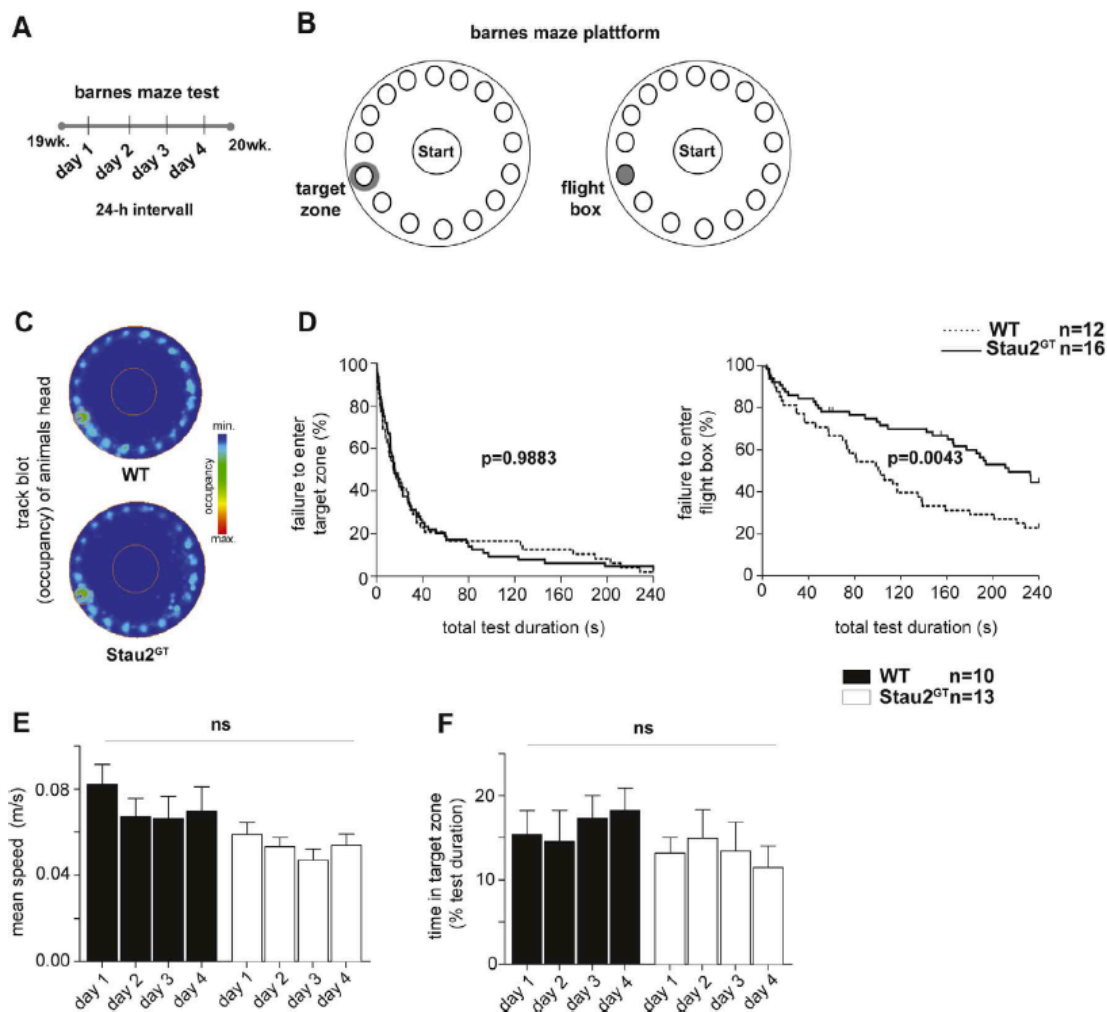 A
barnes maze test
19wk.
20wk.
day 1
day 2
day 3
day 4
24-h intervall
B
barnes maze plattform
Start
target
zone
Start
flight
box
C
track blot
(occupancy) of animals head
WT
Stau2GT
min.
occupancy
max.
D
WT n=12
Stau2GT n=16
failure to enter
target zone (%)
100
80
60
40
20
0
p=0.9883
0 40 80 120 160 200 240
total test duration (s)
failure to enter
flight box (%)
100
80
60
40
20
0
p=0.0043
0 40 80 120 160 200 240
total test duration (s)
WT n=10
Stau2GT n=13
E
ns
mean speed (m/s)
0.08
0.04
0.00
day 1 day 2 day 3 day 4 day 1 day 2 day 3 day 4
F
ns
time in target zone
(% test duration)
20
10
0
day 1 day 2 day 3 day 4 day 1 day 2 day 3 day 4